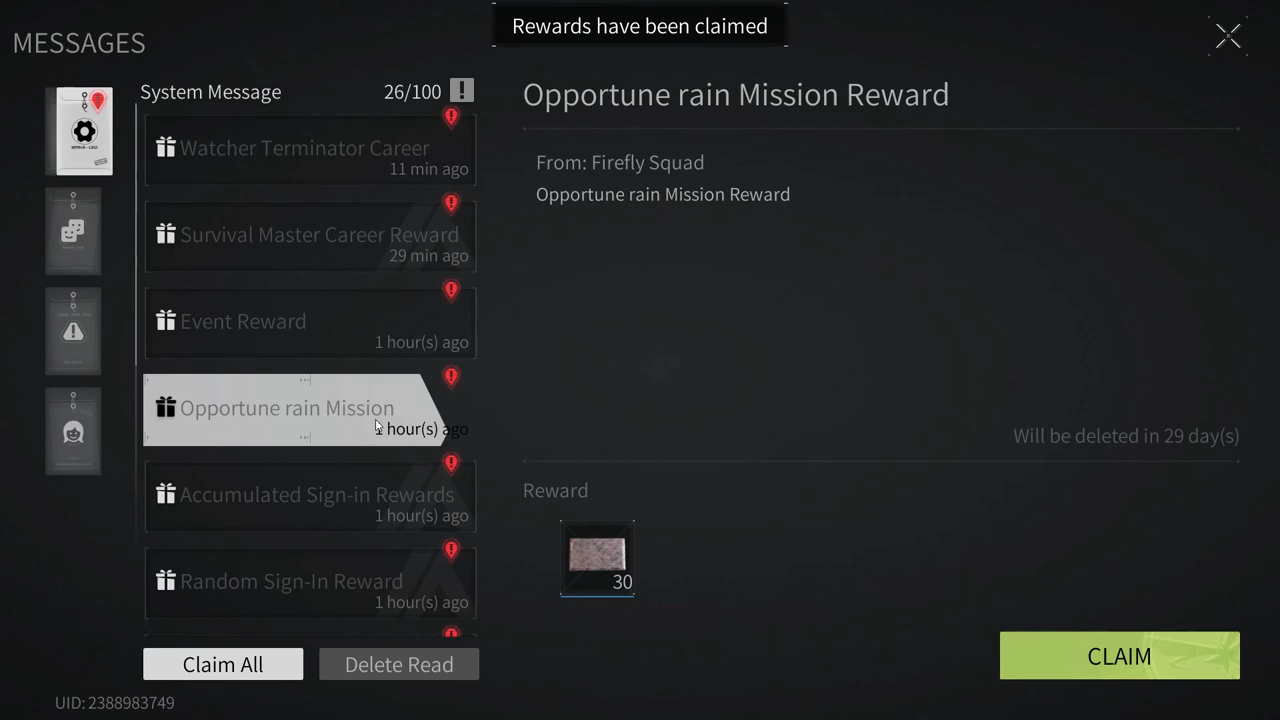 Rewards have been claimed
MESSAGES
System Message 26/100
Watcher Terminator Career
11 min ago
Survival Master Career Reward
29 min ago
Event Reward
1 hour(s) ago
Opportune rain Mission
1 hour(s) ago
Accumulated Sign-in Rewards
1 hour(s) ago
Random Sign-In Reward
1 hour(s) ago
Claim All
Delete Read
UID: 2388983749
Opportune rain Mission Reward
From: Firefly Squad
Opportune rain Mission Reward
Will be deleted in 29 day(s)
Reward
30
CLAIM